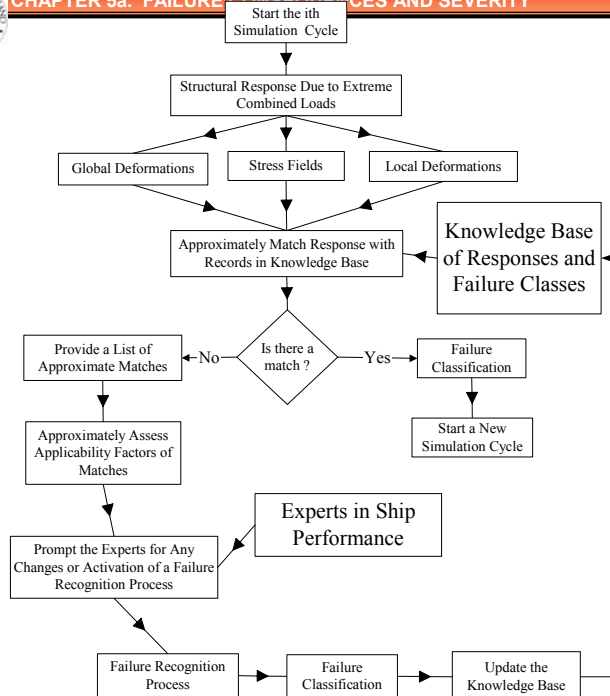 CHAPTER 5a. FAILURE CES AND SEVERITY
Start the ith
Simulation Cycle
Structural Response Due to Extreme
Combined Loads
Global Deformations
Stress Fields
Local Deformations
Approximately Match Response with
Records in Knowledge Base
Knowledge Base
of Responses and
Failure Classes
Is there a
match ?
No
Yes
Provide a List of
Approximate Matches
Failure
Classification
Start a New
Simulation Cycle
Approximately Assess
Applicability Factors of
Matches
Experts in Ship
Performance
Prompt the Experts for Any
Changes or Activation of a Failure
Recognition Process
Failure Recognition
Process
Failure
Classification
Update the
Knowledge Base